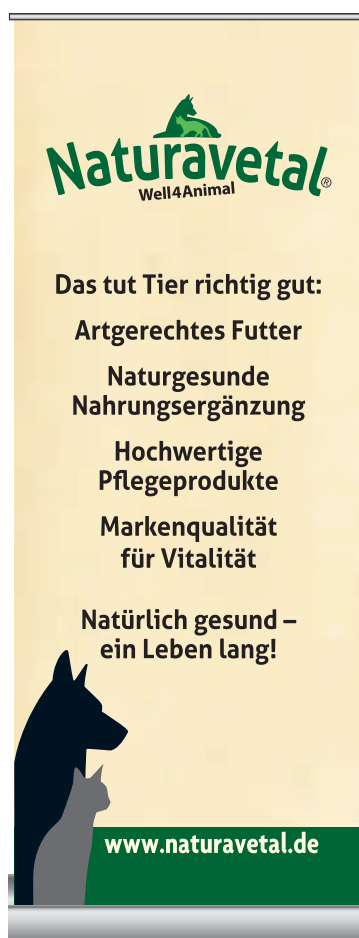 Naturavetal®
Well4Animal
Das tut Tier richtig gut:
Artgerechtes Futter
Naturgesunde
Nahrungsergänzung
Hochwertige
Pflegeprodukte
Markenqualität
für Vitalität
Natürlich gesund –
ein Leben lang!
www.naturavetal.de